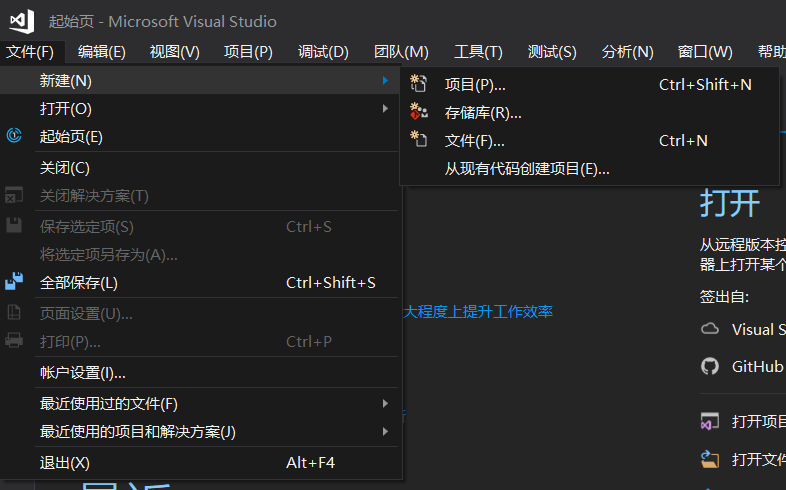 起始页 - Microsoft Visual Studio
文件(F) 编辑(E) 视图(V) 项目(P) 调试(D) 团队(M) 工具(T) 测试(S) 分析(N) 窗口(W) 帮助
新建(N)
打开(O)
起始页(E)
关闭(C)
关闭解决方案(T)
保存选定项(S) Ctrl+S
将选定项另存为(A)...
全部保存(L) Ctrl+Shift+S
页面设置(U)...
打印(P)... Ctrl+P
帐户设置(I)...
最近使用过的文件(F)
最近使用的项目和解决方案(J)
退出(X) Alt+F4
项目(P)... Ctrl+Shift+N
存储库(R)...
文件(F)... Ctrl+N
从现有代码创建项目(E)...
大程度上提升工作效率
打开
从远程版本控
器上打开某个
签出自:
Visual S
GitHub
打开项目
打开文件
最近